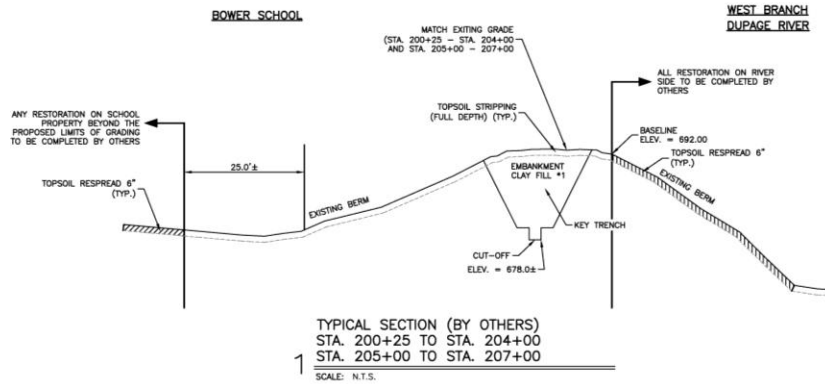 BOWER SCHOOL
WEST BRANCH
DUPAGE RIVER
MATCH EXITING GRADE
(STA. 200+25 - STA. 204+00
AND STA. 205+00 - 207+00
ALL RESTORATION ON RIVER
SIDE TO BE COMPLETED BY
OTHERS
ANY RESTORATION ON SCHOOL
PROPERTY BEYOND THE
PROPOSED LIMITS OF GRADING
TO BE COMPLETED BY OTHERS
TOPSOIL STRIPPING
(FULL DEPTH) (TYP.)
BASELINE
ELEV. = 692.00
TOPSOIL RESPREAD 6"
(TYP.)
25.0'±
EMBANKMENT
CLAY FILL *1
TOPSOIL RESPREAD 6"
(TYP.)
EXISTING BERM
EXISTING BERM
KEY TRENCH
CUT-OFF
ELEV. = 678.0±
TYPICAL SECTION (BY OTHERS)
STA. 200+25 TO STA. 204+00
1 STA. 205+00 TO STA. 207+00
SCALE: N.T.S.